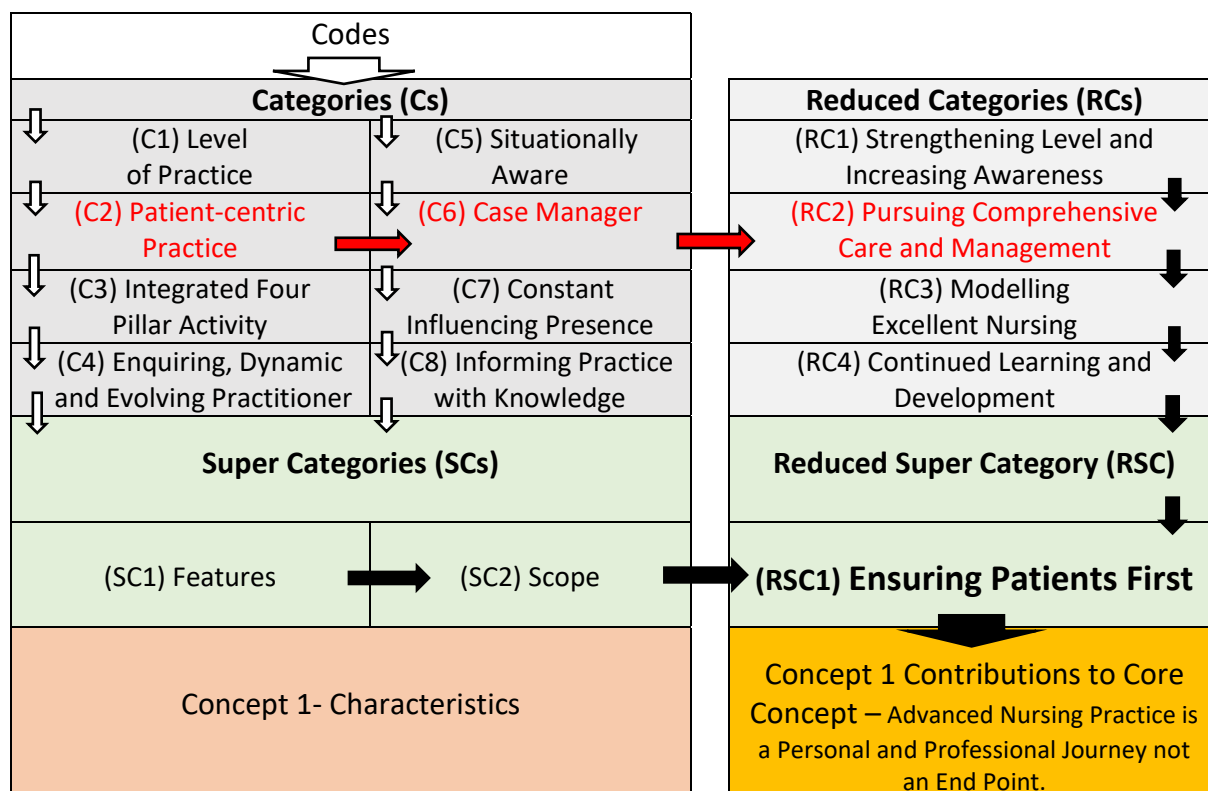 Codes
Categories (Cs)
Reduced Categories (RCs)
(C1) Level
of Practice
(C5) Situationally
Aware
(RC1) Strengthening Level and
Increasing Awareness
(C2) Patient-centric
Practice
(C6) Case Manager
(RC2) Pursuing Comprehensive
Care and Management
(C3) Integrated Four
Pillar Activity
(C7) Constant
Influencing Presence
(RC3) Modelling
Excellent Nursing
(C4) Enquiring, Dynamic
and Evolving Practitioner
(C8) Informing Practice
with Knowledge
(RC4) Continued Learning and
Development
Super Categories (SCs)
Reduced Super Category (RSC)
(SC1) Features
(SC2) Scope
(RSC1) Ensuring Patients First
Concept 1- Characteristics
Concept 1 Contributions to Core
Concept – Advanced Nursing Practice is
a Personal and Professional Journey not
an End Point.